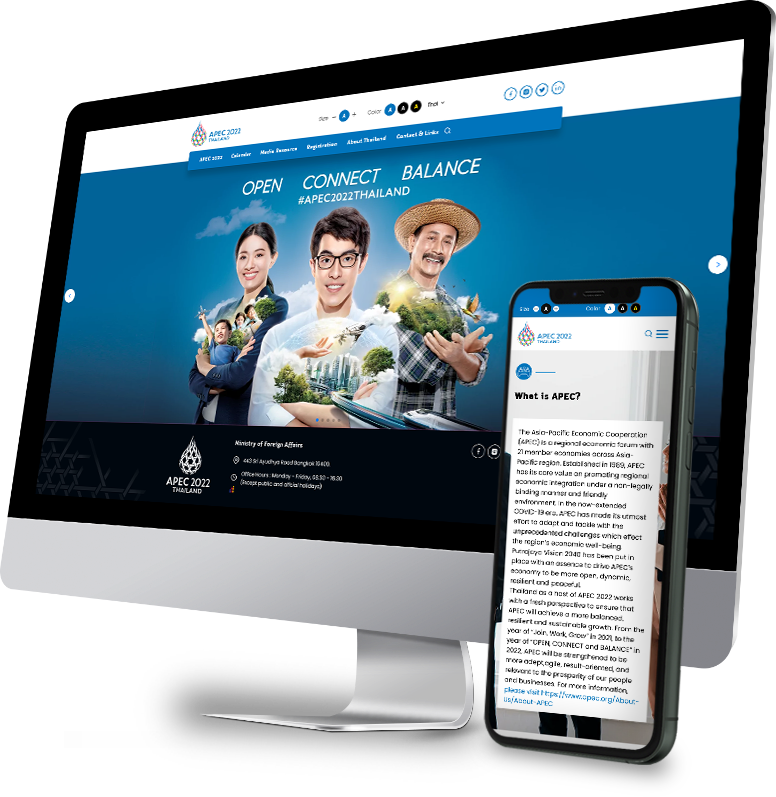 Size − A + Color A A A ไทย
APEC 2022
THAILAND
APEC 2022 Calendar Media Resource Registration About Thailand Contact & Links
OPEN CONNECT BALANCE
#APEC2022THAILAND
Ministry of Foreign Affairs
443 Sri Ayudhya Road Bangkok 10400
Office Hours : Monday - Friday, 08.30 - 16.30
(Except public and official holidays)
APEC 2022
THAILAND
Size − A + Color A A A
APEC 2022
THAILAND
What is APEC?
The Asia-Pacific Economic Cooperation
(APEC) is a regional economic forum with
21 member economies across Asia-
Pacific region. Established in 1989, APEC
has its core value on promoting regional
economic integration under a non-legally
binding manner and friendly
environment. In the now-extended
COVID-19 era, APEC has made its utmost
effort to adapt and tackle with the
unprecedented challenges which effect
the region's economic well-being.
Putrajaya Vision 2040 has been put in
place with an essence to drive APEC's
economy to be more open, dynamic,
resilient and peaceful.
Thailand as a host of APEC 2022 works
with a fresh perspective to ensure that
APEC will achieve a more balanced,
resilient and sustainable growth. From the
year of "Join, Work, Grow" in 2021, to the
year of "OPEN, CONNECT and BALANCE" in
2022, APEC will be strengthened to be
more adept, agile, result-oriented, and
relevant to the prosperity of our people
and businesses. For more information,
please visit https://www.apec.org/About-
Us/About-APEC